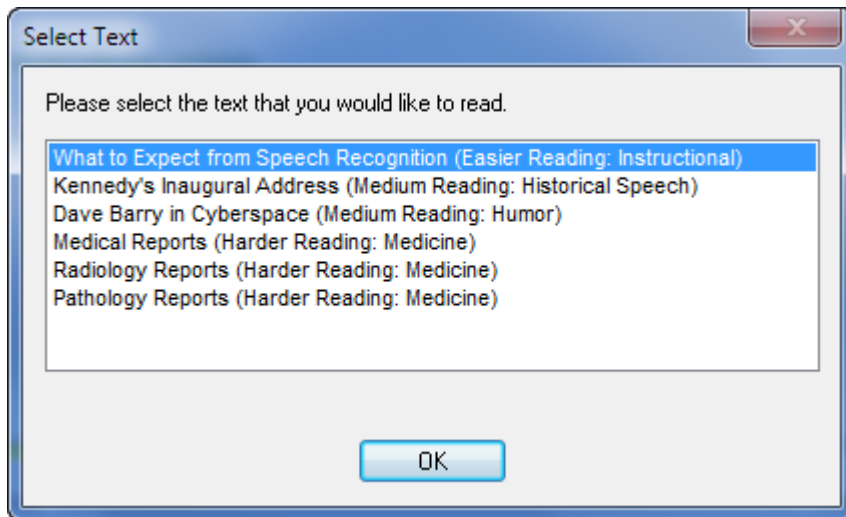 Select Text
Please select the text that you would like to read.
What to Expect from Speech Recognition (Easier Reading: Instructional)
Kennedy's Inaugural Address (Medium Reading: Historical Speech)
Dave Barry in Cyberspace (Medium Reading: Humor)
Medical Reports (Harder Reading: Medicine)
Radiology Reports (Harder Reading: Medicine)
Pathology Reports (Harder Reading: Medicine)
OK